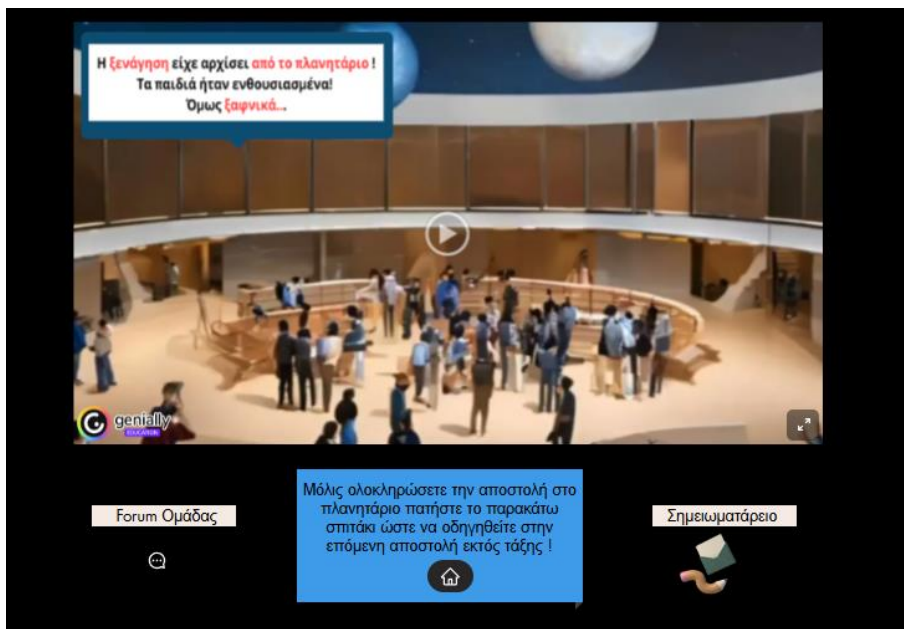 Η ξενάγηση είχε αρχίσει από το πλανητάριο !
Τα παιδιά ήταν ενθουσιασμένα!
Όμως ξαφνικά...
genially
EDUCATION
Forum Ομάδας
Μόλις ολοκληρώσετε την αποστολή στο
πλανητάριο πατήστε το παρακάτω
σπιτάκι ώστε να οδηγηθείτε στην
επόμενη αποστολή εκτός τάξης !
Σημειωματάρειο